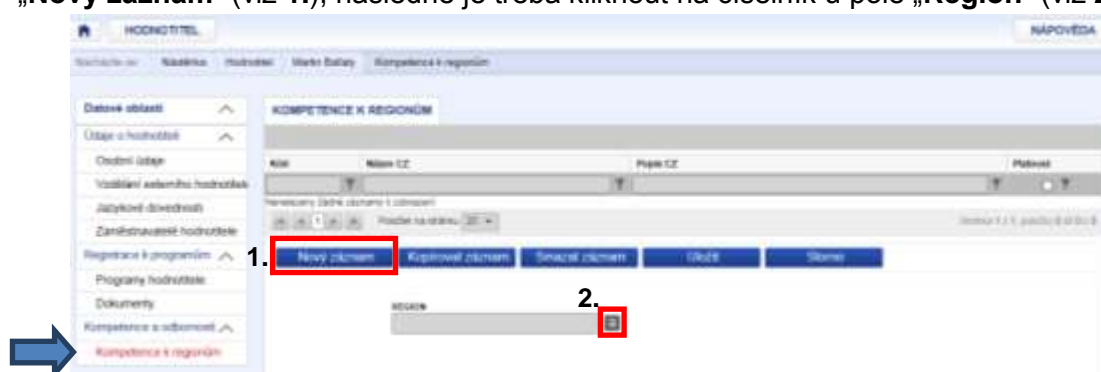 „Nový záznam“ (viz 1.), následně je třeba kliknout na číselník u pole „Region“ (viz 2
HODNOTITEL NÁPOVĚDA
Nacházíte se: Nástěnka Hodnotitel Kompetence k regionům
Datové oblasti KOMPETENCE K REGIONŮM
Údaje o hodnotiteli
Osobní údaje Kód Název CZ Popis CZ Platnost
Vzdělání externího hodnotitele
Jazykové dovednosti Nenalezeny žádné záznamy k zobrazení
1 Položek na stránku
Zaměstnavatelé hodnotitele
Registrace k programům 1. Nový záznam Kopírovat záznam Smazat záznam Uložit Storno
Programy hodnotitele
Dokumenty REGION 2.
Kompetence a odbornost
Kompetence k regionům